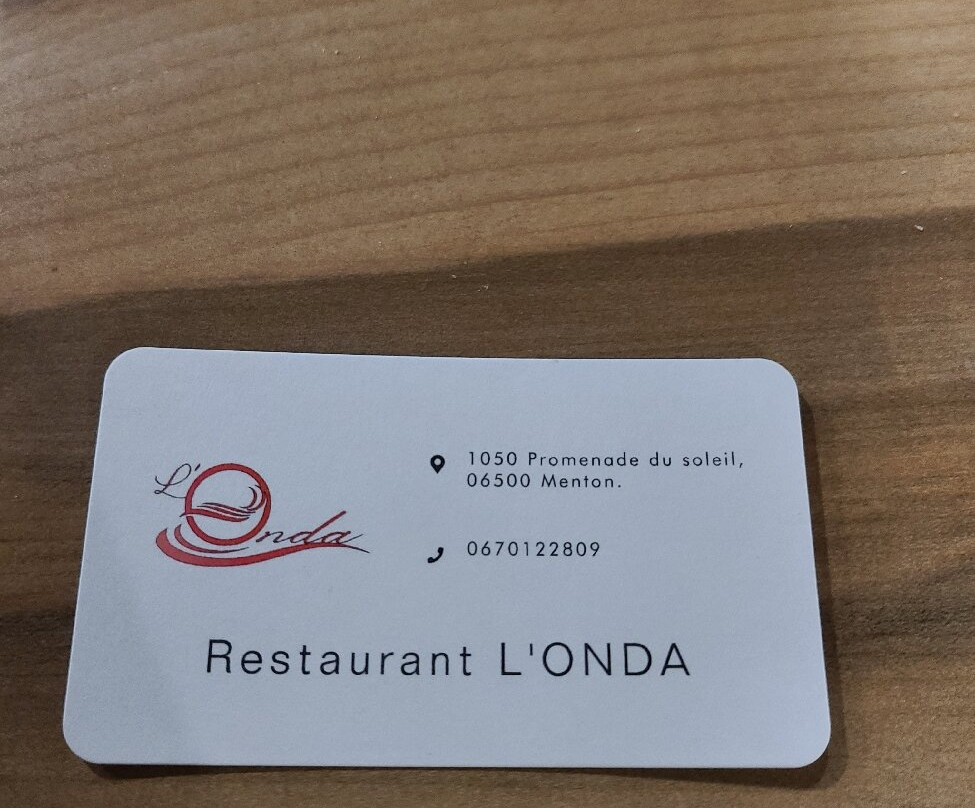 L'Onda
1050 Promenade du soleil,
06500 Menton.
0670122809
Restaurant L'ONDA